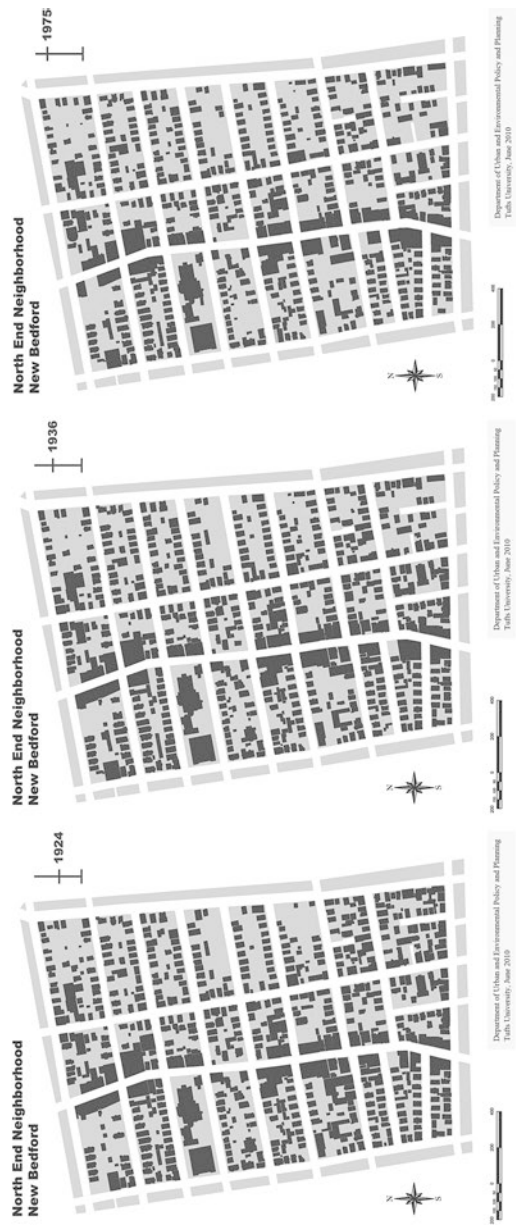 North End Neighborhood
New Bedford
1924
N
S
Department of Urban and Environmental Policy and Planning
Tufts University, June 2010
North End Neighborhood
New Bedford
1936
N
S
Department of Urban and Environmental Policy and Planning
Tufts University, June 2010
North End Neighborhood
New Bedford
1975
N
S
Department of Urban and Environmental Policy and Planning
Tufts University, June 2010